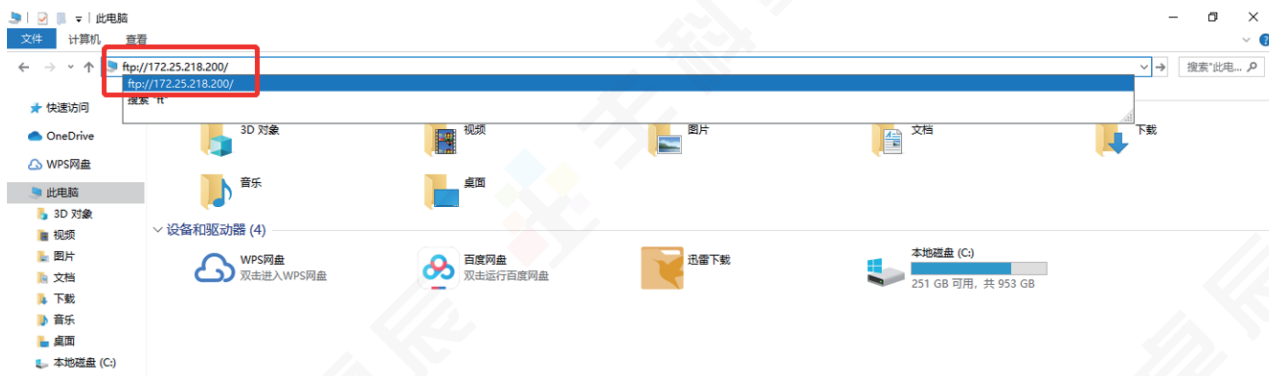 此电脑
文件 计算机 查看
ftp://172.25.218.200/ 搜索"此电...
ftp://172.25.218.200/
搜索 "ft"
快速访问
OneDrive
WPS网盘
此电脑
3D 对象
视频
图片
文档
下载
音乐
桌面
本地磁盘 (C:)
3D 对象 视频 图片 文档 下载
音乐 桌面
设备和驱动器 (4)
WPS网盘
双击进入WPS网盘
百度网盘
双击运行百度网盘
迅雷下载
本地磁盘 (C:)
251 GB 可用，共 953 GB